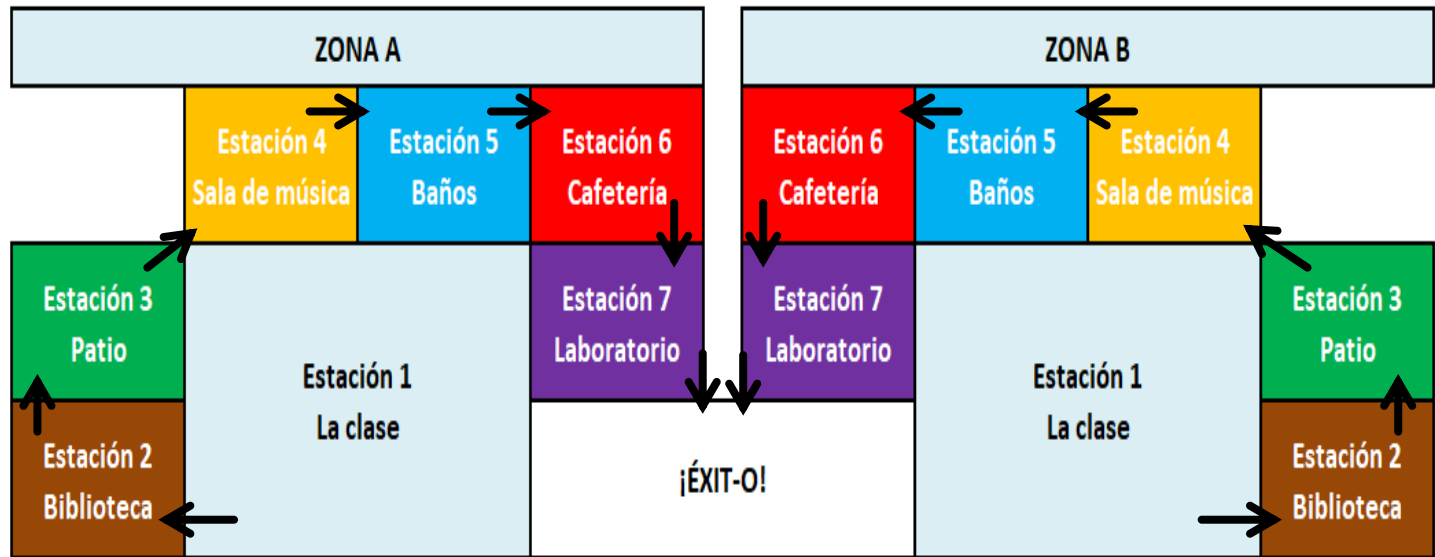 ZONA A
Estación 4
Sala de música
Estación 5
Baños
Estación 6
Cafetería
Estación 3
Patio
Estación 7
Laboratorio
Estación 1
La clase
Estación 2
Biblioteca
ZONA B
Estación 6
Cafetería
Estación 5
Baños
Estación 4
Sala de música
Estación 7
Laboratorio
Estación 1
La clase
Estación 3
Patio
Estación 2
Biblioteca
¡ÉXIT-O!